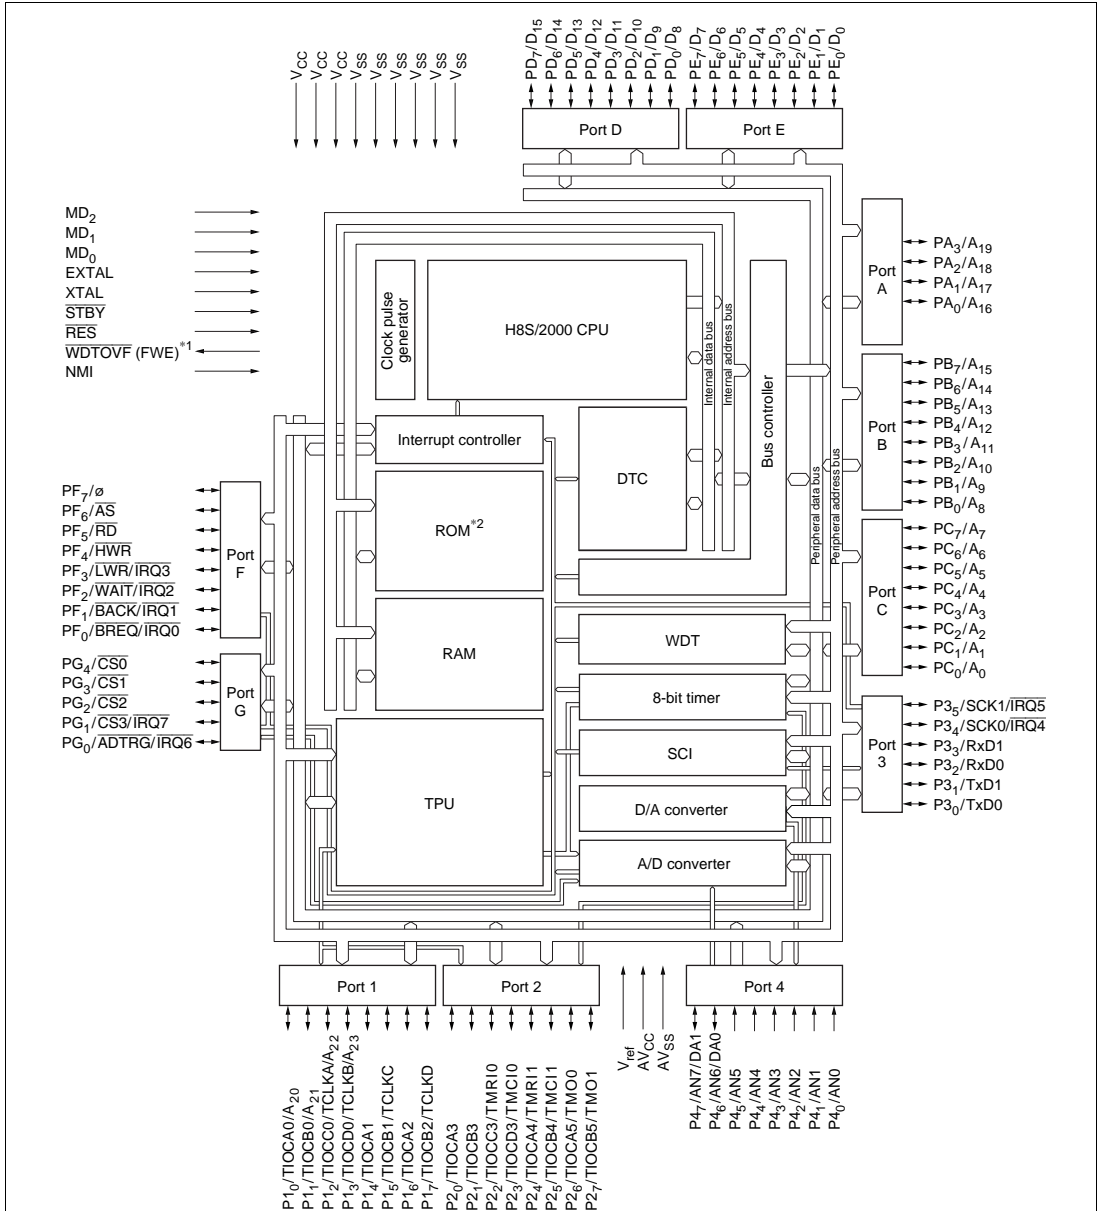 VCC
VCC
VCC
VSS
VSS
VSS
VSS
VSS
VSS
PD7/D15
PD6/D14
PD5/D13
PD4/D12
PD3/D11
PD2/D10
PD1/D9
PD0/D8
PE7/D7
PE6/D6
PE5/D5
PE4/D4
PE3/D3
PE2/D2
PE1/D1
PE0/D0
Port D
Port E
MD2
MD1
MD0
EXTAL
XTAL
STBY
RES
WDTOVF (FWE)*1
NMI
Clock pulse generator
H8S/2000 CPU
Internal data bus
Internal address bus
Bus controller
Port A
PA3/A19
PA2/A18
PA1/A17
PA0/A16
Interrupt controller
DTC
Peripheral data bus
Peripheral address bus
Port B
PB7/A15
PB6/A14
PB5/A13
PB4/A12
PB3/A11
PB2/A10
PB1/A9
PB0/A8
PF7/ø
PF6/AS
PF5/RD
PF4/HWR
PF3/LWR/IRQ3
PF2/WAIT/IRQ2
PF1/BACK/IRQ1
PF0/BREQ/IRQ0
Port F
ROM*2
Port C
PC7/A7
PC6/A6
PC5/A5
PC4/A4
PC3/A3
PC2/A2
PC1/A1
PC0/A0
PG4/CS0
PG3/CS1
PG2/CS2
PG1/CS3/IRQ7
PG0/ADTRG/IRQ6
Port G
RAM
WDT
8-bit timer
SCI
D/A converter
A/D converter
TPU
Port 3
P35/SCK1/IRQ5
P34/SCK0/IRQ4
P33/RxD1
P32/RxD0
P31/TxD1
P30/TxD0
Port 1
Port 2
Port 4
P10/TIOCA0/A20
P11/TIOCB0/A21
P12/TIOCC0/TCLKA/A22
P13/TIOCD0/TCLKB/A23
P14/TIOCA1
P15/TIOCB1/TCLKC
P16/TIOCA2
P17/TIOCB2/TCLKD
P20/TIOCA3
P21/TIOCB3
P22/TIOCC3/TMRI0
P23/TIOCD3/TMCI0
P24/TIOCA4/TMRI1
P25/TIOCB4/TMCI1
P26/TIOCA5/TMO0
P27/TIOCB5/TMO1
Vref
AVCC
AVSS
P47/AN7/DA1
P46/AN6/DA0
P45/AN5
P44/AN4
P43/AN3
P42/AN2
P41/AN1
P40/AN0